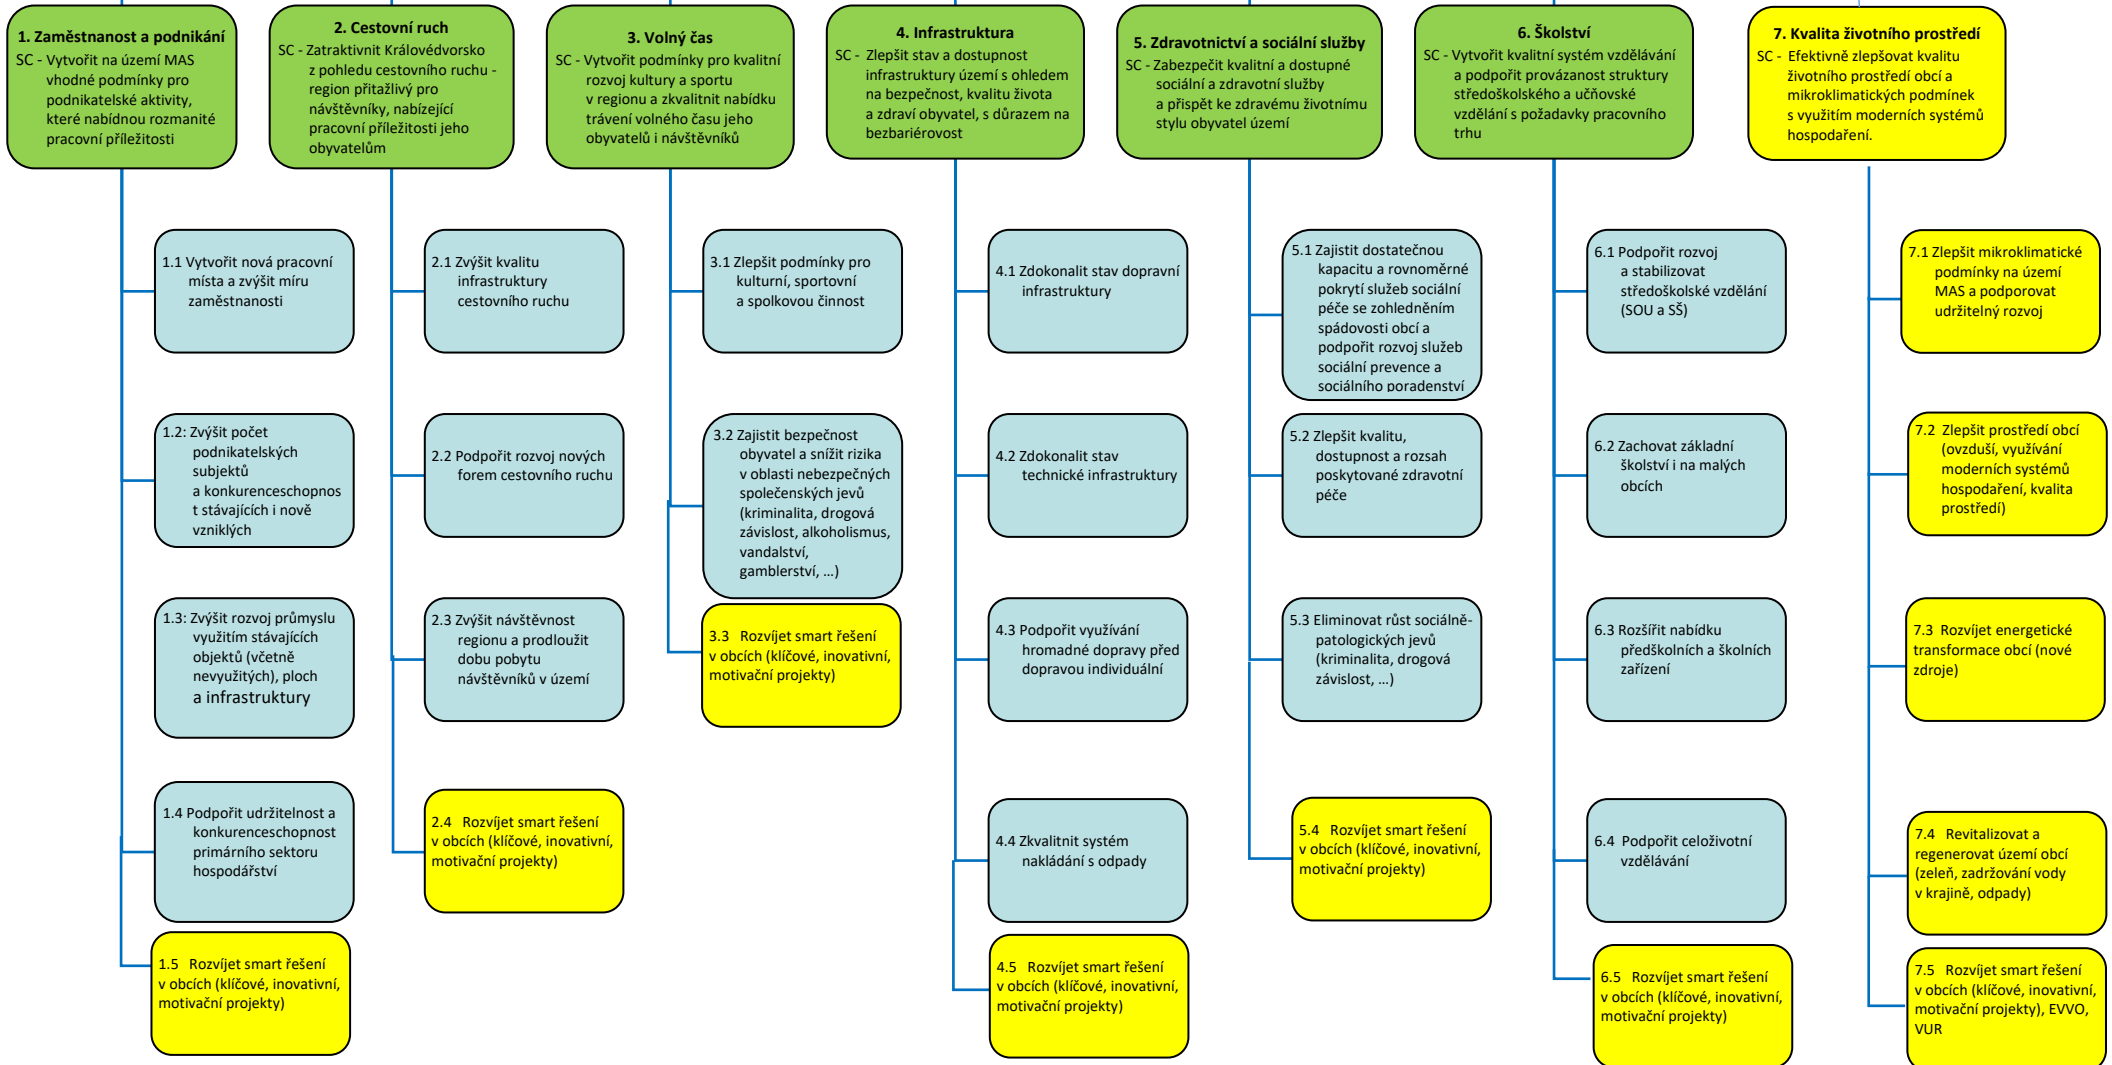 1. Zaměstnanost a podnikání
SC - Vytvořit na území MAS
vhodné podmínky pro
podnikatelské aktivity,
které nabídnou rozmanité
pracovní příležitosti
2. Cestovní ruch
SC - Zatraktivnit Královédvorsko
z pohledu cestovního ruchu -
region přitažlivý pro
návštěvníky, nabízející
pracovní příležitosti jeho
obyvatelům
3. Volný čas
SC - Vytvořit podmínky pro kvalitní
rozvoj kultury a sportu
v regionu a zkvalitnit nabídku
trávení volného času jeho
obyvatelů i návštěvníků
4. Infrastruktura
SC - Zlepšit stav a dostupnost
infrastruktury území s ohledem
na bezpečnost, kvalitu života
a zdraví obyvatel, s důrazem na
bezbariérovost
5. Zdravotnictví a sociální služby
SC - Zabezpečit kvalitní a dostupné
sociální a zdravotní služby
a přispět ke zdravému životnímu
stylu obyvatel území
6. Školství
SC - Vytvořit kvalitní systém vzdělávání
a podpořit provázanost struktury
středoškolského a učňovské
vzdělání s požadavky pracovního
trhu
7. Kvalita životního prostředí
SC - Efektivně zlepšovat kvalitu
životního prostředí obcí a
mikroklimatických podmínek
s využitím moderních systémů
hospodaření.
1.1 Vytvořit nová pracovní
místa a zvýšit míru
zaměstnanosti
2.1 Zvýšit kvalitu
infrastruktury
cestovního ruchu
3.1 Zlepšit podmínky pro
kulturní, sportovní
a spolkovou činnost
4.1 Zdokonalit stav dopravní
infrastruktury
5.1 Zajistit dostatečnou
kapacitu a rovnoměrné
pokrytí služeb sociální
péče se zohledněním
spádovosti obcí a
podpořit rozvoj služeb
sociální prevence a
sociálního poradenství
6.1 Podpořit rozvoj
a stabilizovat
středoškolské vzdělání
(SOU a SŠ)
7.1 Zlepšit mikroklimatické
podmínky na území
MAS a podporovat
udržitelný rozvoj
1.2: Zvýšit počet
podnikatelských
subjektů
a konkurenceschopnos
t stávajících i nově
vzniklých
2.2 Podpořit rozvoj nových
forem cestovního ruchu
3.2 Zajistit bezpečnost
obyvatel a snížit rizika
v oblasti nebezpečných
společenských jevů
(kriminalita, drogová
závislost, alkoholismus,
vandalství,
gamblerství, …)
4.2 Zdokonalit stav
technické infrastruktury
5.2 Zlepšit kvalitu,
dostupnost a rozsah
poskytované zdravotní
péče
6.2 Zachovat základní
školství i na malých
obcích
7.2 Zlepšit prostředí obcí
(ovzduší, využívání
moderních systémů
hospodaření, kvalita
prostředí)
1.3: Zvýšit rozvoj průmyslu
využitím stávajících
objektů (včetně
nevyužitých), ploch
a infrastruktury
2.3 Zvýšit návštěvnost
regionu a prodloužit
dobu pobytu
návštěvníků v území
3.3 Rozvíjet smart řešení
v obcích (klíčové, inovativní,
motivační projekty)
4.3 Podpořit využívání
hromadné dopravy před
dopravou individuální
5.3 Eliminovat růst sociálně-
patologických jevů
(kriminalita, drogová
závislost, …)
6.3 Rozšířit nabídku
předškolních a školních
zařízení
7.3 Rozvíjet energetické
transformace obcí (nové
zdroje)
1.4 Podpořit udržitelnost a
konkurenceschopnost
primárního sektoru
hospodářství
2.4 Rozvíjet smart řešení
v obcích (klíčové, inovativní,
motivační projekty)
4.4 Zkvalitnit systém
nakládání s odpady
5.4 Rozvíjet smart řešení
v obcích (klíčové, inovativní,
motivační projekty)
6.4 Podpořit celoživotní
vzdělávání
7.4 Revitalizovat a
regenerovat území obcí
(zeleň, zadržování vody
v krajině, odpady)
1.5 Rozvíjet smart řešení
v obcích (klíčové, inovativní,
motivační projekty)
4.5 Rozvíjet smart řešení
v obcích (klíčové, inovativní,
motivační projekty)
6.5 Rozvíjet smart řešení
v obcích (klíčové, inovativní,
motivační projekty)
7.5 Rozvíjet smart řešení
v obcích (klíčové, inovativní,
motivační projekty), EVVO,
VUR